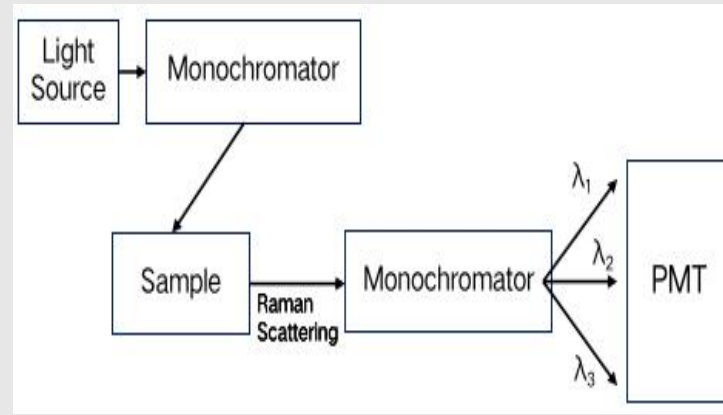 Light
Source
Monochromator
Sample
Raman
Scattering
Monochromator
λ₁
λ₂
λ₃
PMT